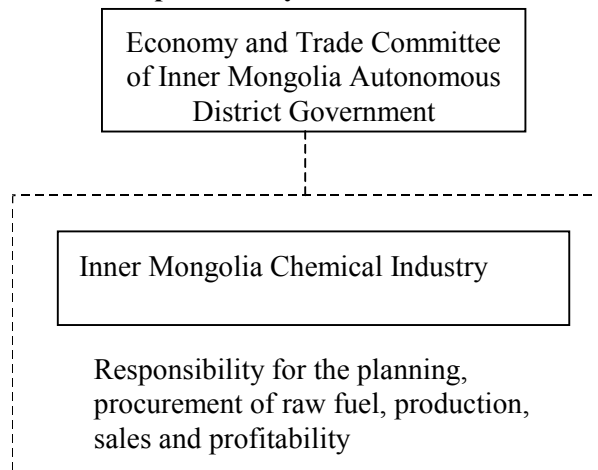 Economy and Trade Committee
of Inner Mongolia Autonomous
District Government
Inner Mongolia Chemical Industry
Responsibility for the planning,
procurement of raw fuel, production,
sales and profitability